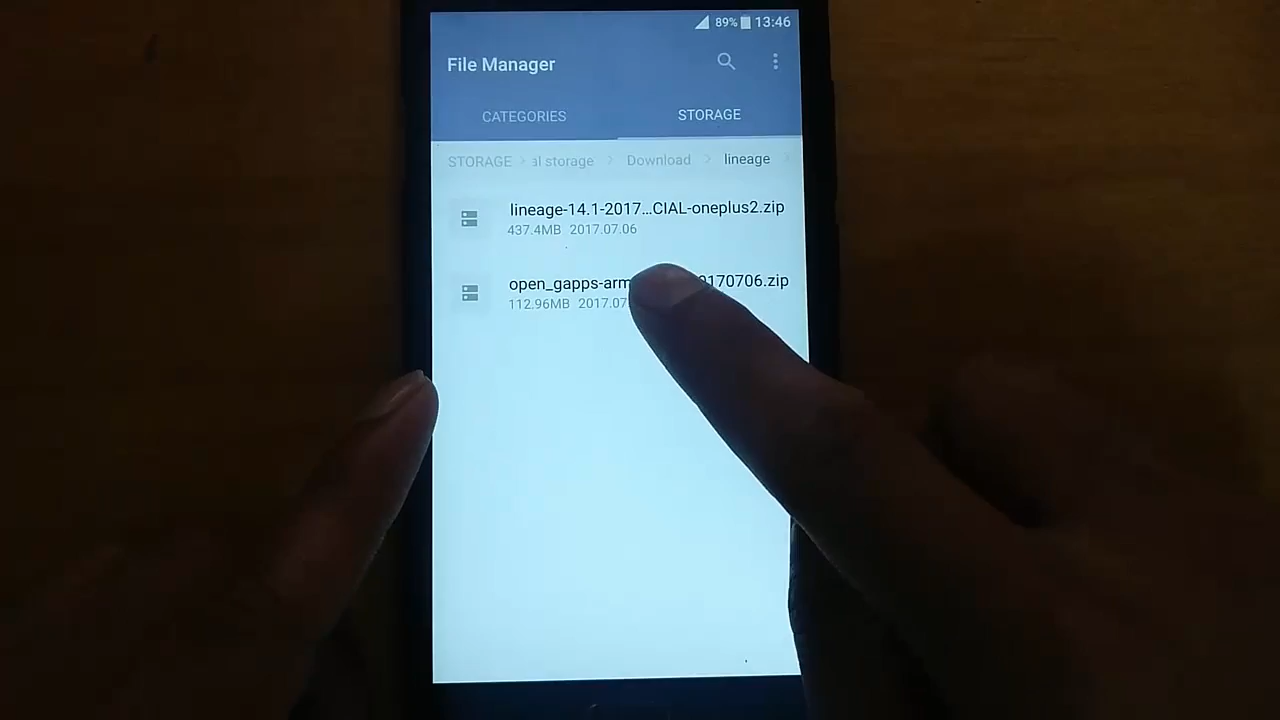 89% 13:46
File Manager
CATEGORIES STORAGE
STORAGE > al storage > Download > lineage >
lineage-14.1-2017...CIAL-oneplus2.zip
437.4MB 2017.07.06
open_gapps-arm 0170706.zip
112.96MB 2017.07